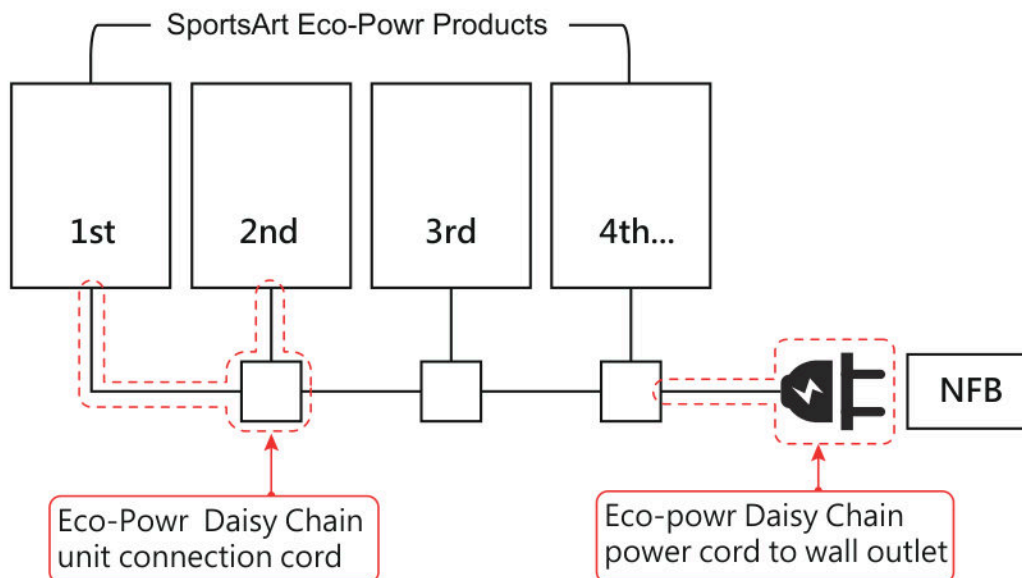 SportsArt Eco-Powr Products
1st
2nd
3rd
4th...
NFB
Eco-Powr Daisy Chain
unit connection cord
Eco-powr Daisy Chain
power cord to wall outlet